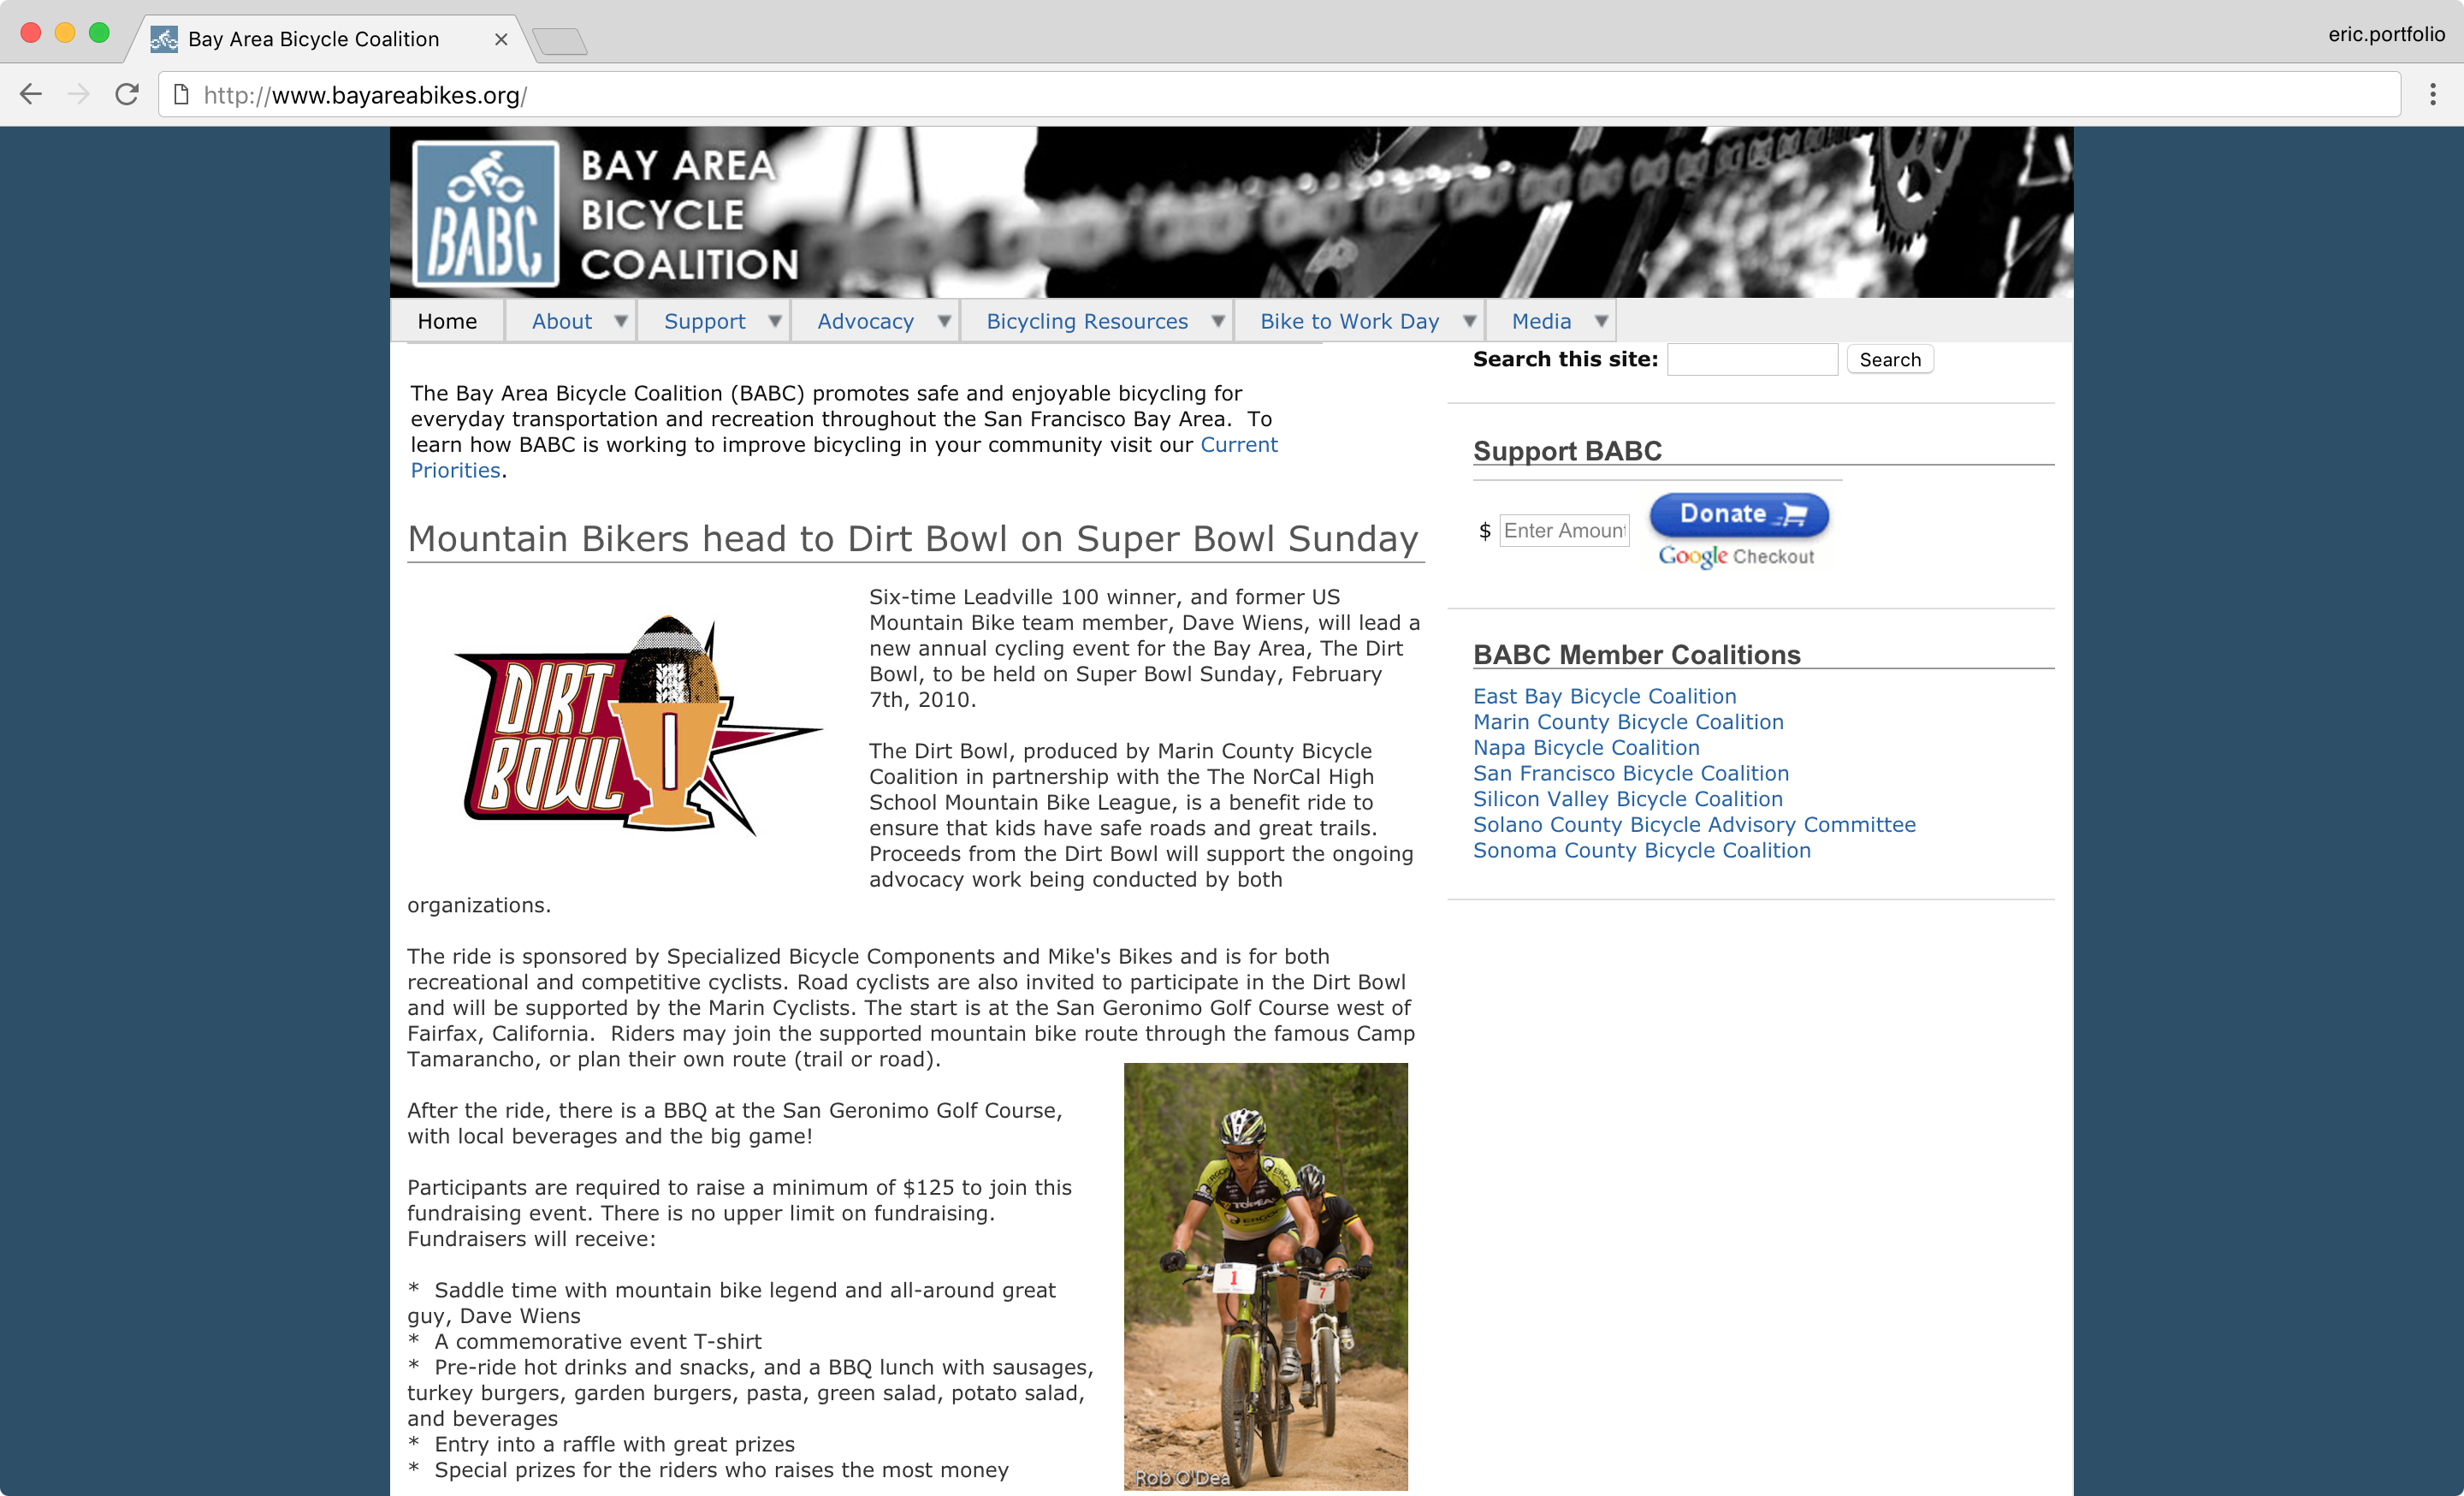 Bay Area Bicycle Coalition
eric.portfolio
http://www.bayareabikes.org/
BABC
BAY AREA
BICYCLE
COALITION
Home About Support Advocacy Bicycling Resources Bike to Work Day Media
Search this site: Search
The Bay Area Bicycle Coalition (BABC) promotes safe and enjoyable bicycling for
everyday transportation and recreation throughout the San Francisco Bay Area.  To
learn how BABC is working to improve bicycling in your community visit our Current
Priorities.
Mountain Bikers head to Dirt Bowl on Super Bowl Sunday
DIRT
BOWL
I
Six-time Leadville 100 winner, and former US
Mountain Bike team member, Dave Wiens, will lead a
new annual cycling event for the Bay Area, The Dirt
Bowl, to be held on Super Bowl Sunday, February
7th, 2010.
The Dirt Bowl, produced by Marin County Bicycle
Coalition in partnership with the The NorCal High
School Mountain Bike League, is a benefit ride to
ensure that kids have safe roads and great trails.
Proceeds from the Dirt Bowl will support the ongoing
advocacy work being conducted by both
organizations.
The ride is sponsored by Specialized Bicycle Components and Mike's Bikes and is for both
recreational and competitive cyclists. Road cyclists are also invited to participate in the Dirt Bowl
and will be supported by the Marin Cyclists. The start is at the San Geronimo Golf Course west of
Fairfax, California.  Riders may join the supported mountain bike route through the famous Camp
Tamarancho, or plan their own route (trail or road).
After the ride, there is a BBQ at the San Geronimo Golf Course,
with local beverages and the big game!
Participants are required to raise a minimum of $125 to join this
fundraising event. There is no upper limit on fundraising.
Fundraisers will receive:
*  Saddle time with mountain bike legend and all-around great
guy, Dave Wiens
*  A commemorative event T-shirt
*  Pre-ride hot drinks and snacks, and a BBQ lunch with sausages,
turkey burgers, garden burgers, pasta, green salad, potato salad,
and beverages
*  Entry into a raffle with great prizes
*  Special prizes for the riders who raises the most money
TOPEAK
ERGON
1
7
Rob O'Dea
Support BABC
$ Enter Amount Donate
Google Checkout
BABC Member Coalitions
East Bay Bicycle Coalition
Marin County Bicycle Coalition
Napa Bicycle Coalition
San Francisco Bicycle Coalition
Silicon Valley Bicycle Coalition
Solano County Bicycle Advisory Committee
Sonoma County Bicycle Coalition